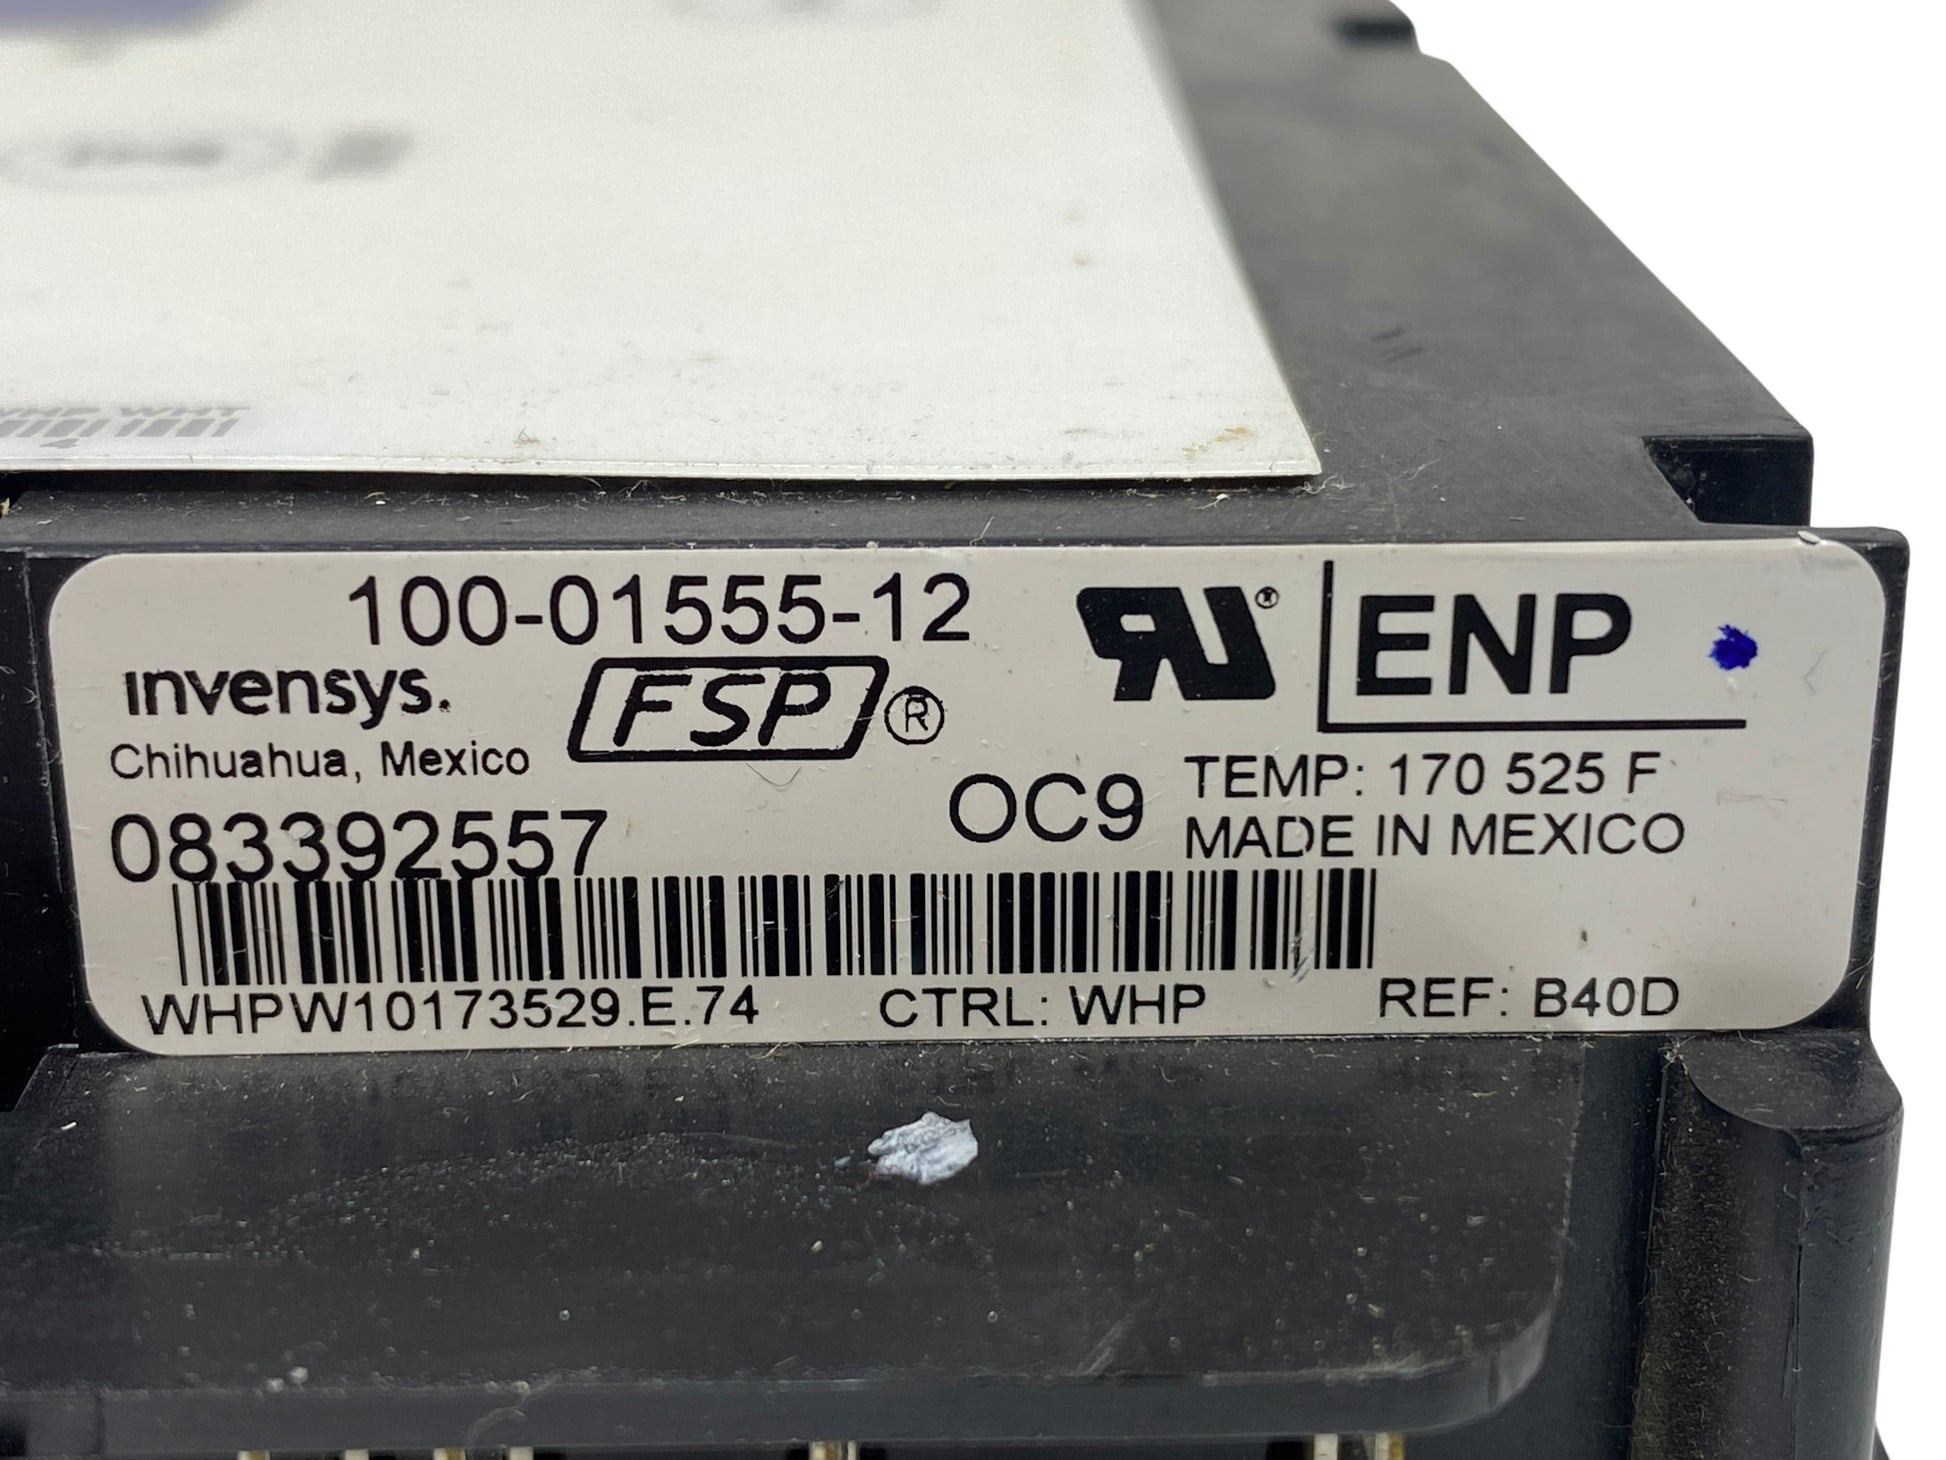 100-01555-12
invensys.
FSP®
Chihuahua, Mexico
ENP
083392557
OC9
TEMP: 170 525 F
MADE IN MEXICO
WHPW10173529.E.74 CTRL: WHP REF: B40D